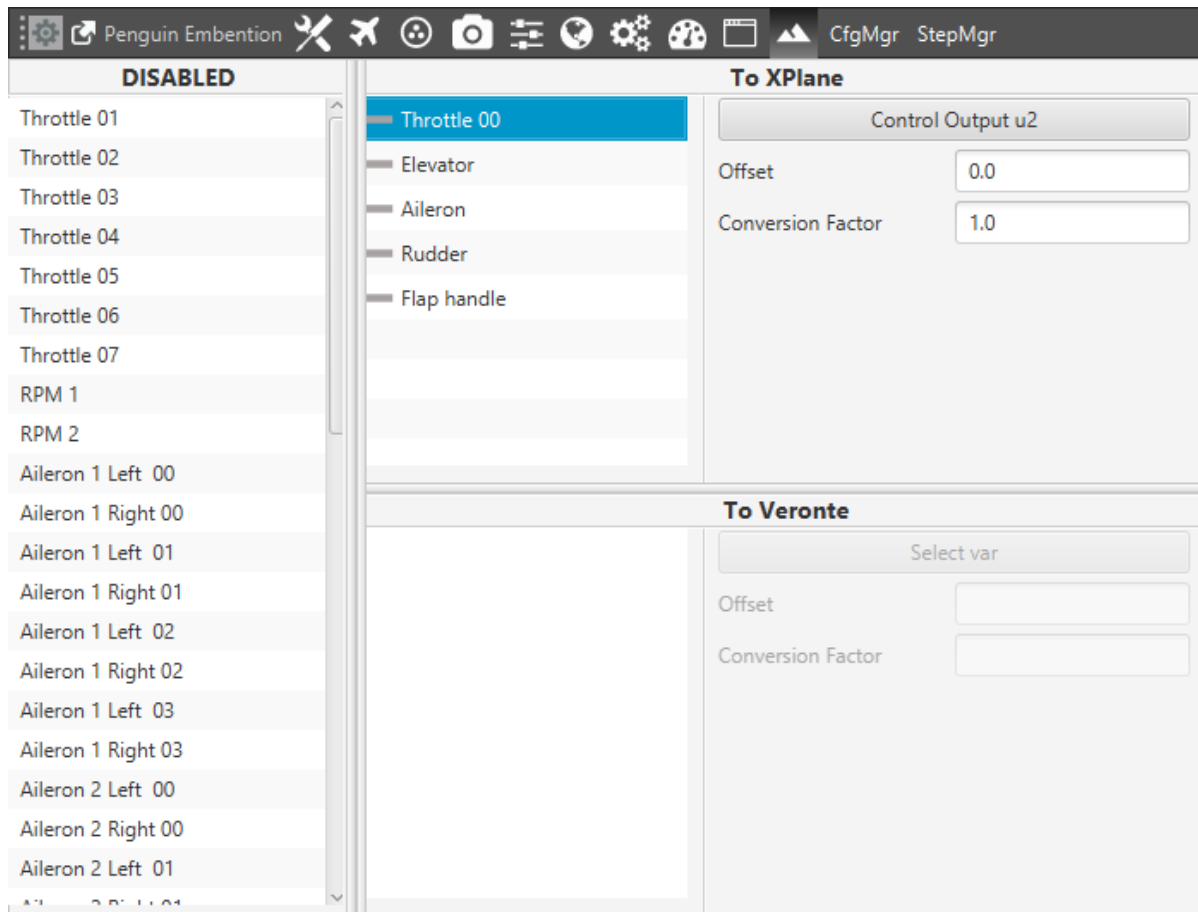 Penguin Embention CfgMgr StepMgr
DISABLED
Throttle 01
Throttle 02
Throttle 03
Throttle 04
Throttle 05
Throttle 06
Throttle 07
RPM 1
RPM 2
Aileron 1 Left 00
Aileron 1 Right 00
Aileron 1 Left 01
Aileron 1 Right 01
Aileron 1 Left 02
Aileron 1 Right 02
Aileron 1 Left 03
Aileron 1 Right 03
Aileron 2 Left 00
Aileron 2 Right 00
Aileron 2 Left 01
Aileron 2 Right 01
To XPlane
Throttle 00
Elevator
Aileron
Rudder
Flap handle
Control Output u2
Offset 0.0
Conversion Factor 1.0
To Veronte
Select var
Offset
Conversion Factor